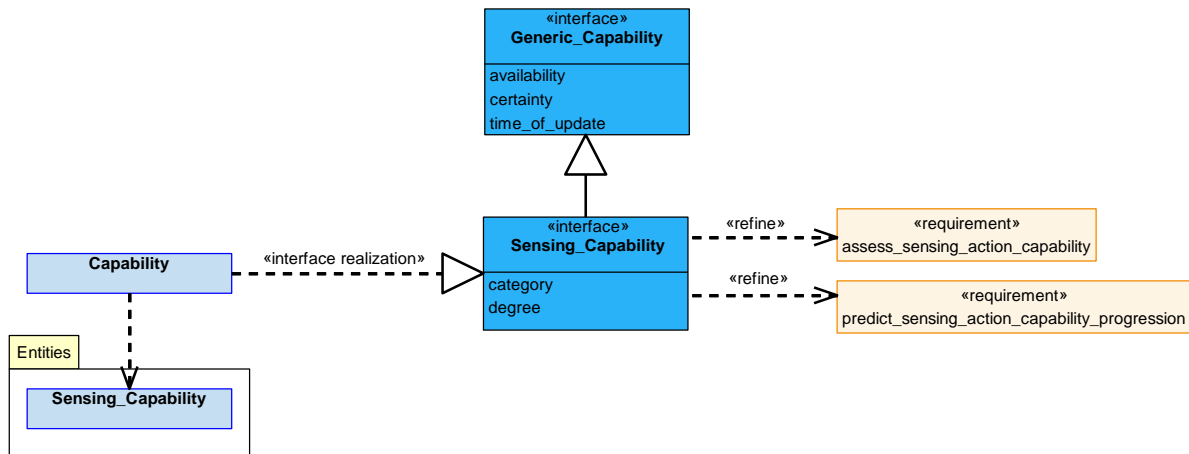 «interface»
Generic_Capability
availability
certainty
time_of_update
«interface»
Sensing_Capability
category
degree
«refine»
«requirement»
assess_sensing_action_capability
«refine»
«requirement»
predict_sensing_action_capability_progression
Capability
«interface realization»
Entities
Sensing_Capability